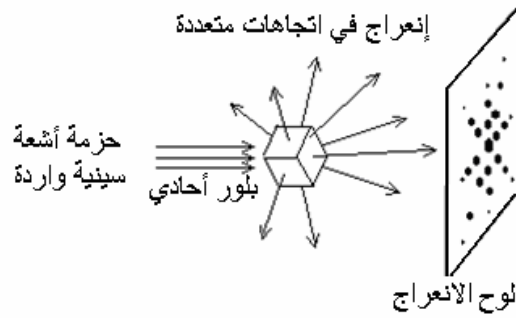 إنعراج في اتجاهات متعددة
حزمة أشعة
سينية واردة
بلور أحادي
لوح الانعراج